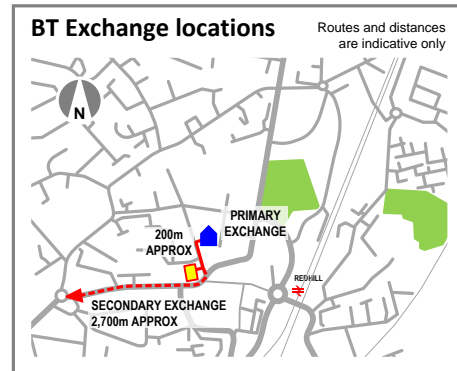 BT Exchange locations
Routes and distances
are indicative only
N
PRIMARY
EXCHANGE
200m
APPROX
REDHILL
SECONDARY EXCHANGE
2,700m APPROX